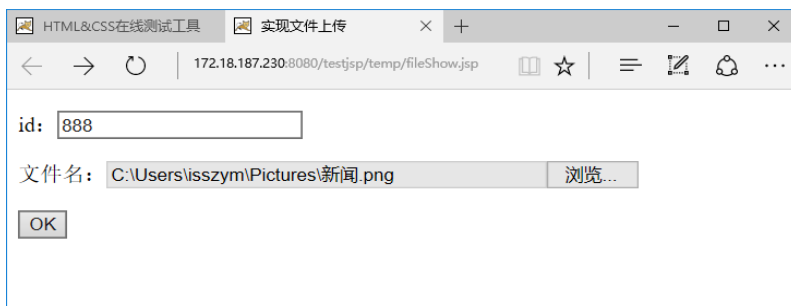 HTML&CSS在线测试工具 实现文件上传
172.18.187.230:8080/testjsp/temp/fileShow.jsp
id：888
文件名：C:\Users\isszym\Pictures\新闻.png 浏览...
OK